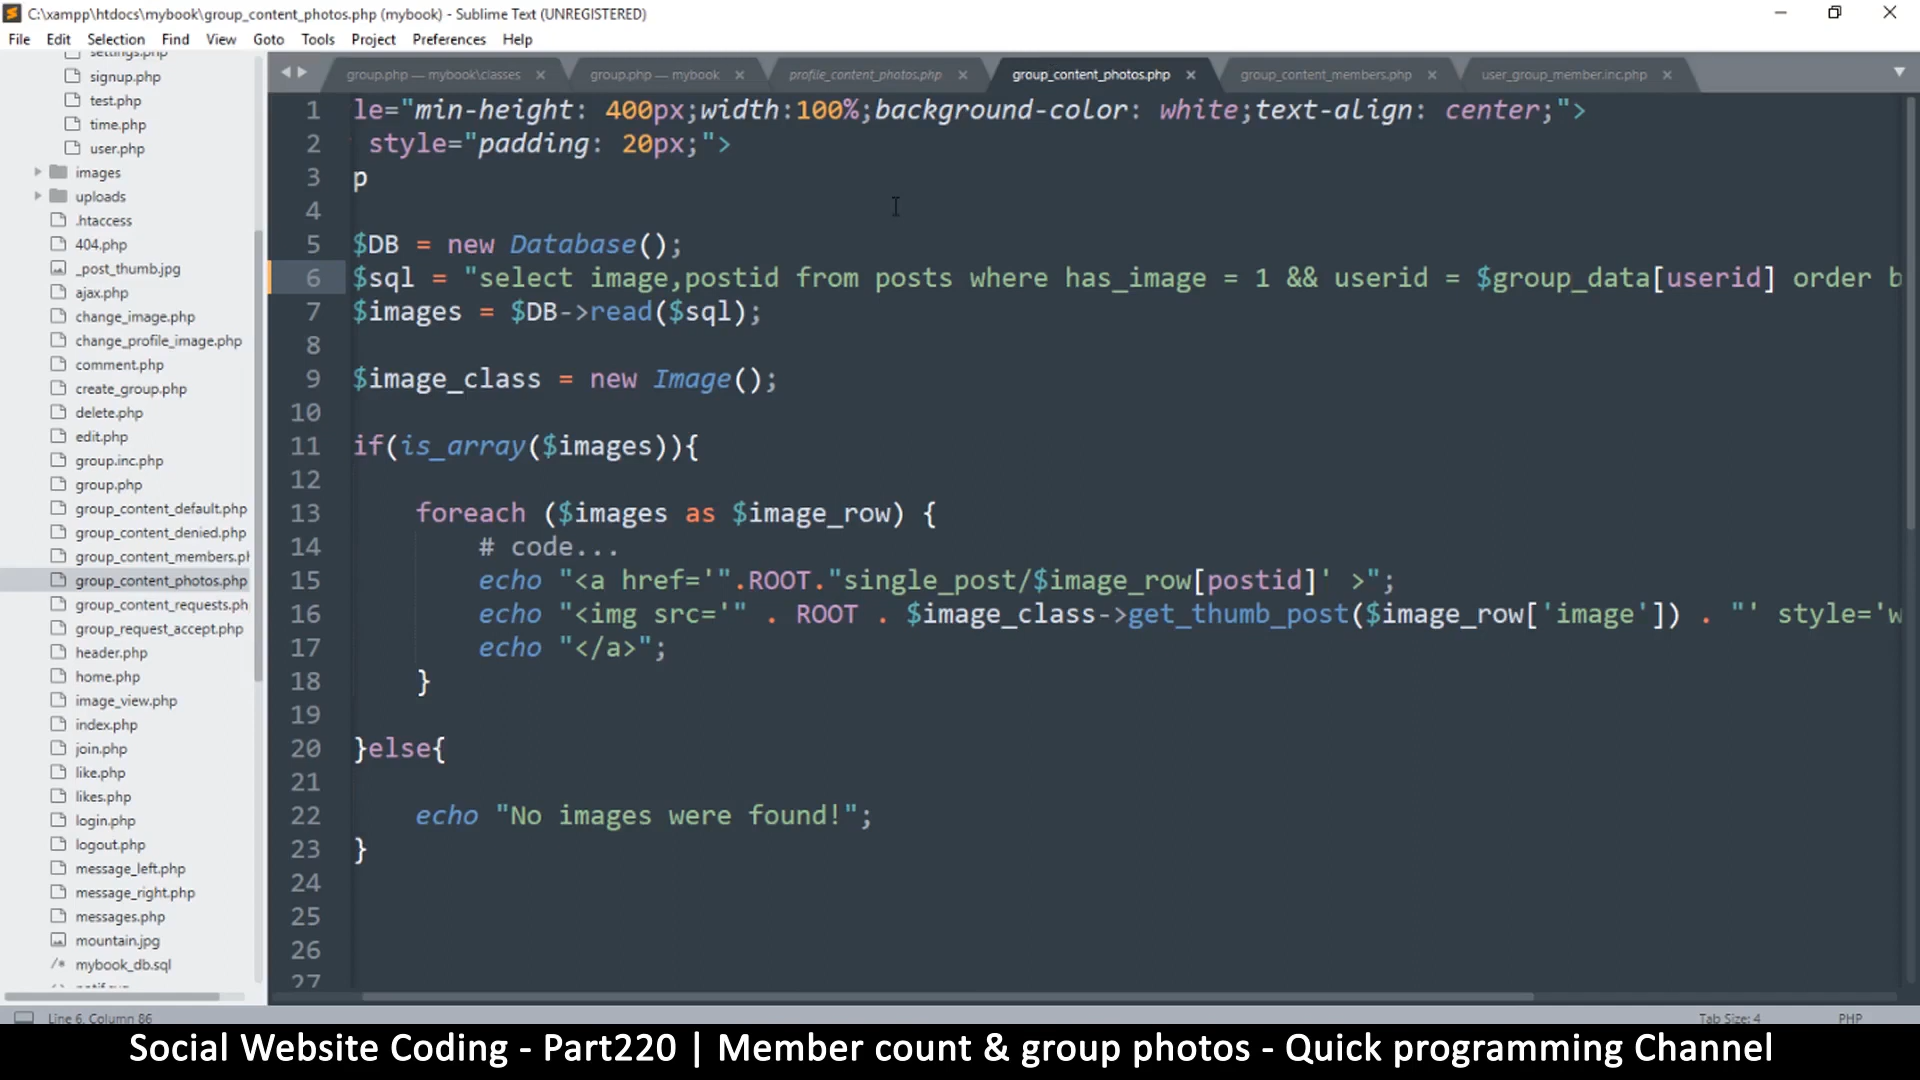 C:\xampp\htdocs\mybook\group_content_photos.php (mybook) - Sublime Text (UNREGISTERED)
File Edit Selection Find View Goto Tools Project Preferences Help
group.php — mybook\classes group.php — mybook profile_content_photos.php group_content_photos.php group_content_members.php user_group_member.inc.php
settings.php
signup.php
test.php
time.php
user.php
images
uploads
.htaccess
404.php
_post_thumb.jpg
ajax.php
change_image.php
change_profile_image.php
comment.php
create_group.php
delete.php
edit.php
group.inc.php
group.php
group_content_default.php
group_content_denied.php
group_content_members.ph
group_content_photos.php
group_content_requests.ph
group_request_accept.php
header.php
home.php
image_view.php
index.php
join.php
like.php
likes.php
login.php
logout.php
message_left.php
message_right.php
messages.php
mountain.jpg
/* mybook_db.sql
1 le="min-height: 400px;width:100%;background-color: white;text-align: center;">
2 style="padding: 20px;">
3 p
4
5 $DB = new Database();
6 $sql = "select image,postid from posts where has_image = 1 && userid = $group_data[userid] order b
7 $images = $DB->read($sql);
8
9 $image_class = new Image();
10
11 if(is_array($images)){
12
13 foreach ($images as $image_row) {
14 # code...
15 echo "<a href='".ROOT."single_post/$image_row[postid]' >";
16 echo "<img src='" . ROOT . $image_class->get_thumb_post($image_row['image']) . "' style='w
17 echo "</a>";
18 }
19
20 }else{
21
22 echo "No images were found!";
23 }
24
25
26
27
Line 6, Column 86 Tab Size: 4 PHP
Social Website Coding - Part220 | Member count & group photos - Quick programming Channel